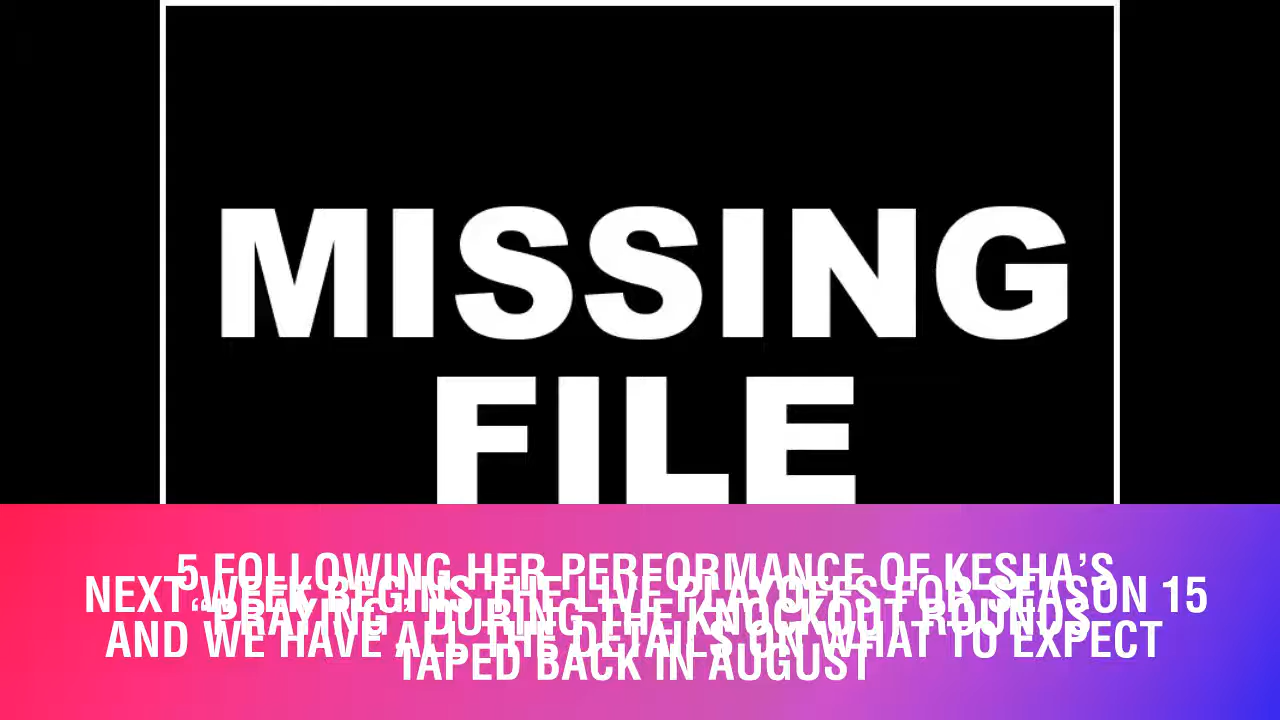 MISSING
FILE
5 FOLLOWING HER PERFORMANCE OF KESHA’S
“PRAYING” DURING THE KNOCKOUT ROUNDS
TAPED BACK IN AUGUST
NEXT WEEK BEGINS THE LIVE PLAYOFFS FOR SEASON 15
AND WE HAVE ALL THE DETAILS ON WHAT TO EXPECT